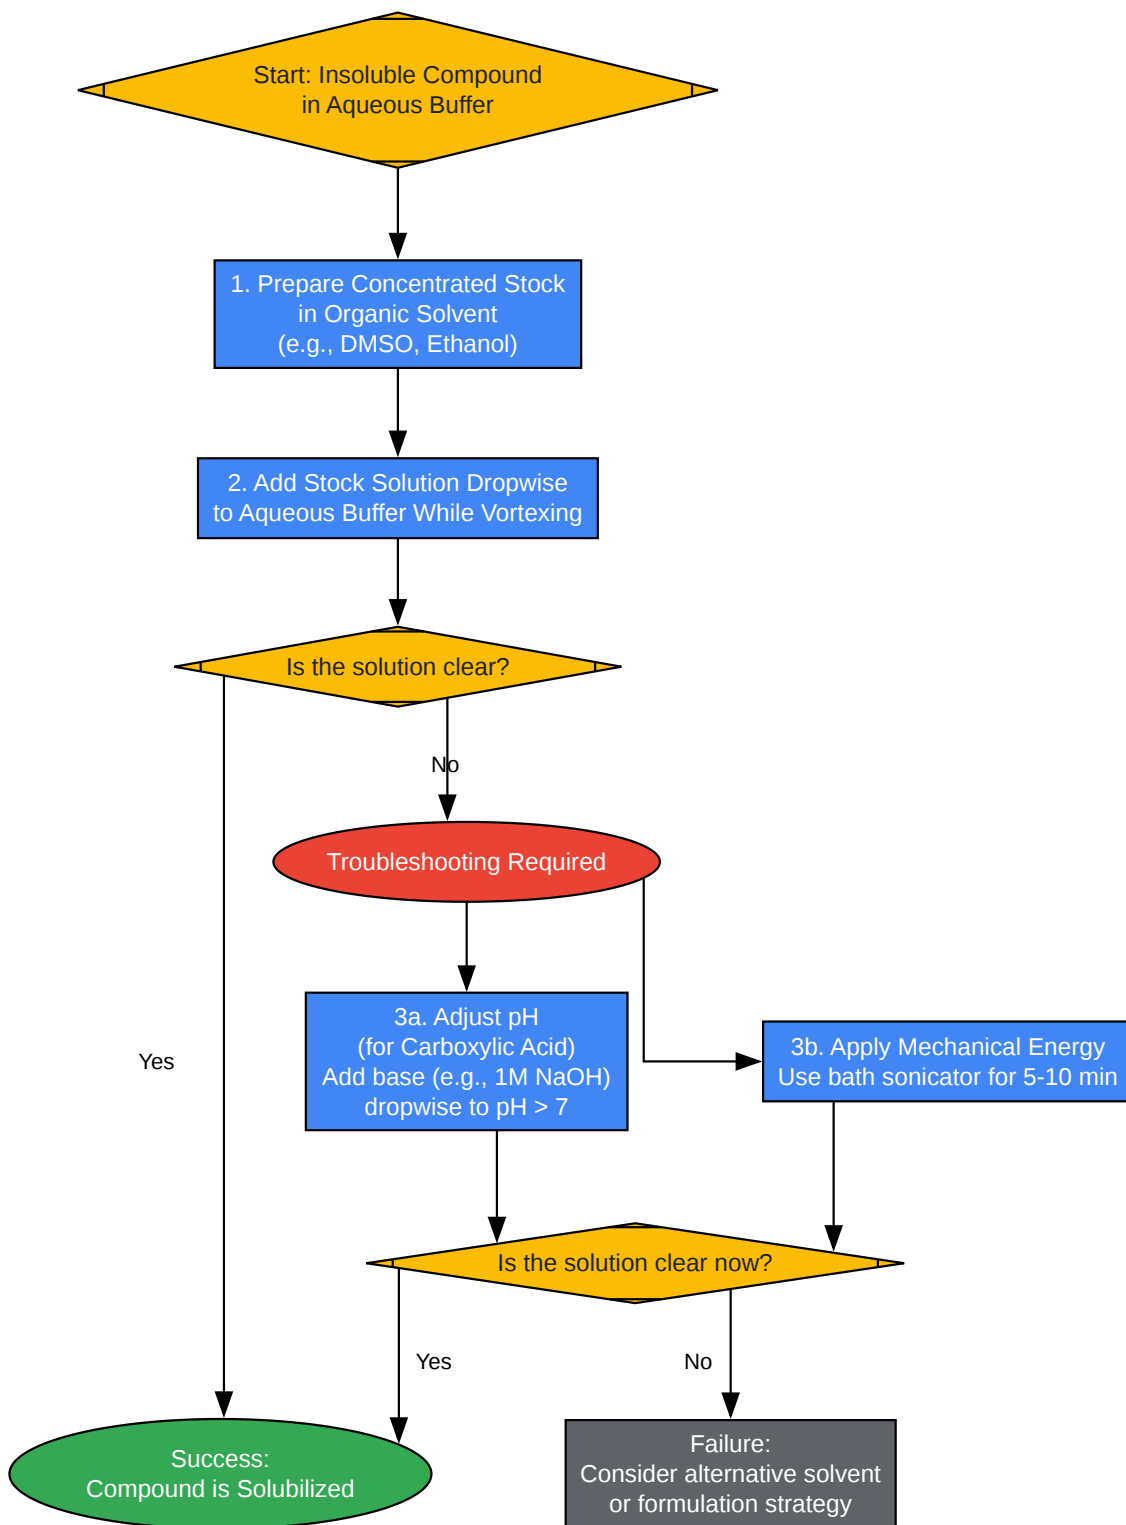 Start: Insoluble Compound
in Aqueous Buffer
1. Prepare Concentrated Stock
in Organic Solvent
(e.g., DMSO, Ethanol)
2. Add Stock Solution Dropwise
to Aqueous Buffer While Vortexing
Is the solution clear?
No
Troubleshooting Required
3a. Adjust pH
(for Carboxylic Acid)
Add base (e.g., 1M NaOH)
dropwise to pH > 7
3b. Apply Mechanical Energy
Use bath sonicator for 5-10 min
Yes
Is the solution clear now?
Yes
No
Success:
Compound is Solubilized
Failure:
Consider alternative solvent
or formulation strategy